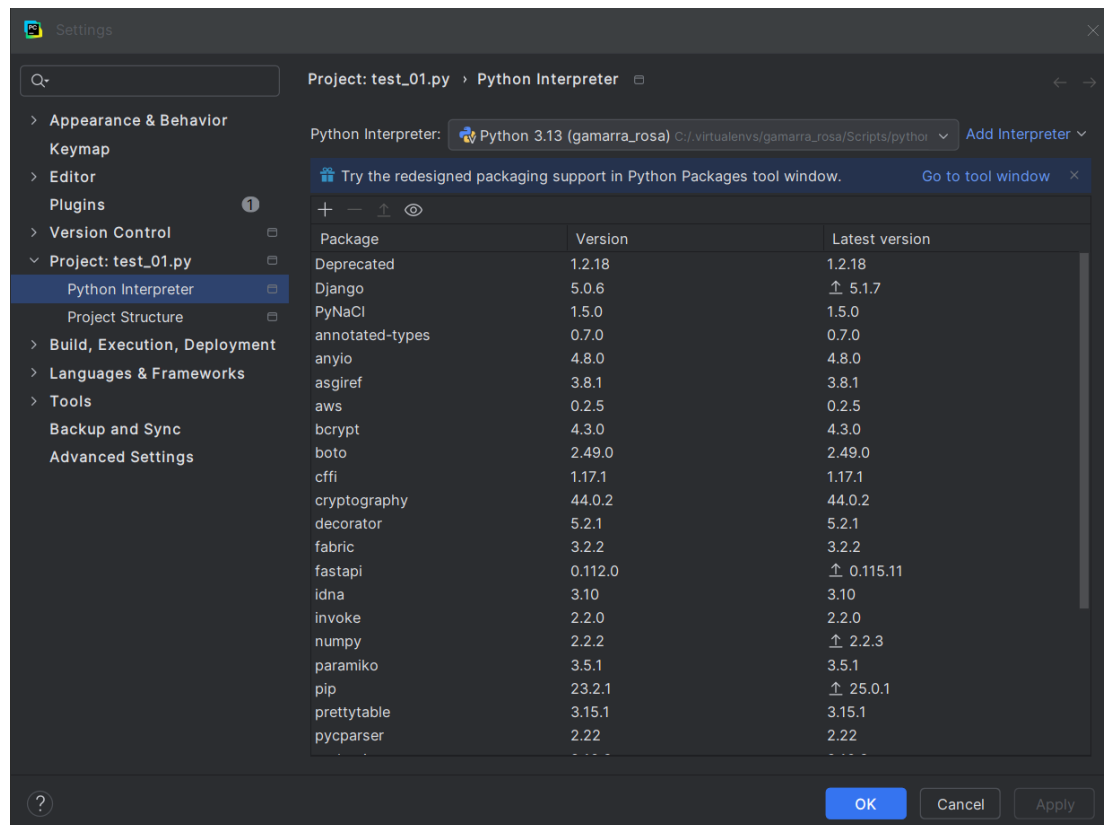 PC
Settings
Project: test_01.py › Python Interpreter
Appearance & Behavior
Keymap
Editor
Plugins 1
Version Control
Project: test_01.py
Python Interpreter
Project Structure
Build, Execution, Deployment
Languages & Frameworks
Tools
Backup and Sync
Advanced Settings
Python Interpreter: Python 3.13 (gamarra_rosa) C:/.virtualenvs/gamarra_rosa/Scripts/pythor Add Interpreter
Try the redesigned packaging support in Python Packages tool window. Go to tool window
Package Version Latest version
Deprecated 1.2.18 1.2.18
Django 5.0.6 5.1.7
PyNaCl 1.5.0 1.5.0
annotated-types 0.7.0 0.7.0
anyio 4.8.0 4.8.0
asgiref 3.8.1 3.8.1
aws 0.2.5 0.2.5
bcrypt 4.3.0 4.3.0
boto 2.49.0 2.49.0
cffi 1.17.1 1.17.1
cryptography 44.0.2 44.0.2
decorator 5.2.1 5.2.1
fabric 3.2.2 3.2.2
fastapi 0.112.0 0.115.11
idna 3.10 3.10
invoke 2.2.0 2.2.0
numpy 2.2.2 2.2.3
paramiko 3.5.1 3.5.1
pip 23.2.1 25.0.1
prettytable 3.15.1 3.15.1
pycparser 2.22 2.22
?
OK Cancel Apply